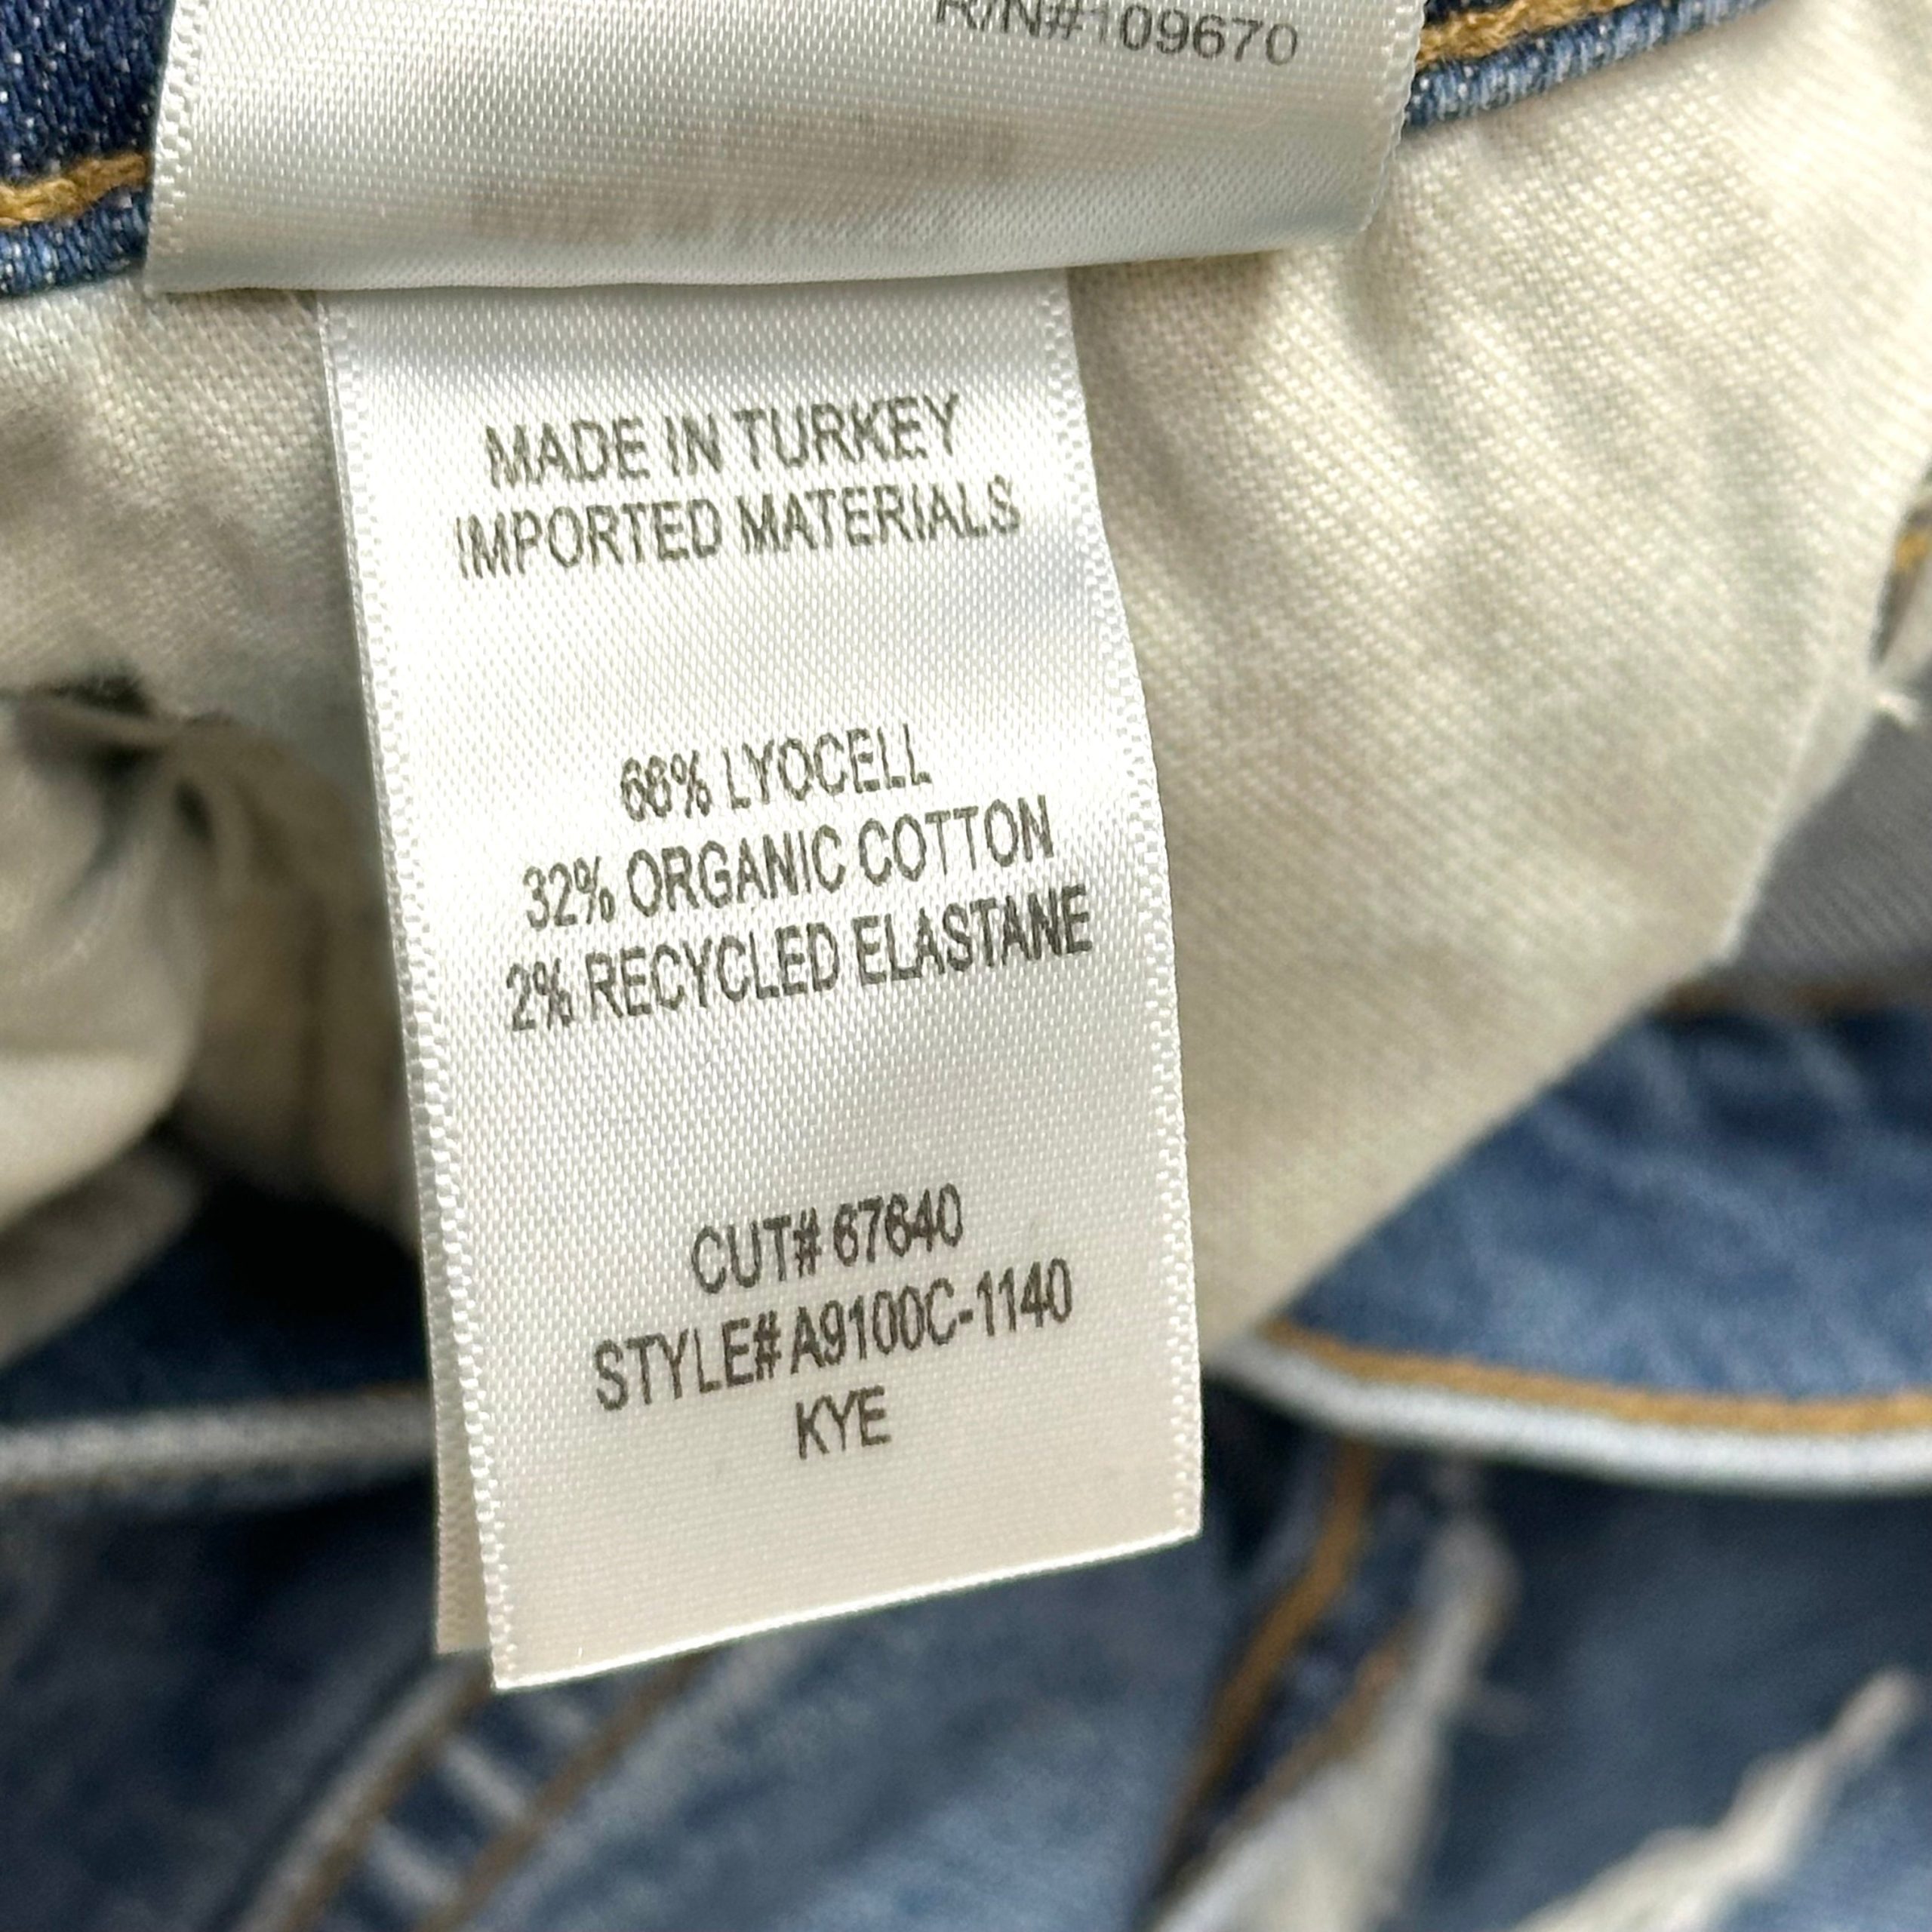 R/N#109670
MADE IN TURKEY
IMPORTED MATERIALS
66% LYOCELL
32% ORGANIC COTTON
2% RECYCLED ELASTANE
CUT# 67640
STYLE# A9100C-1140
KYE